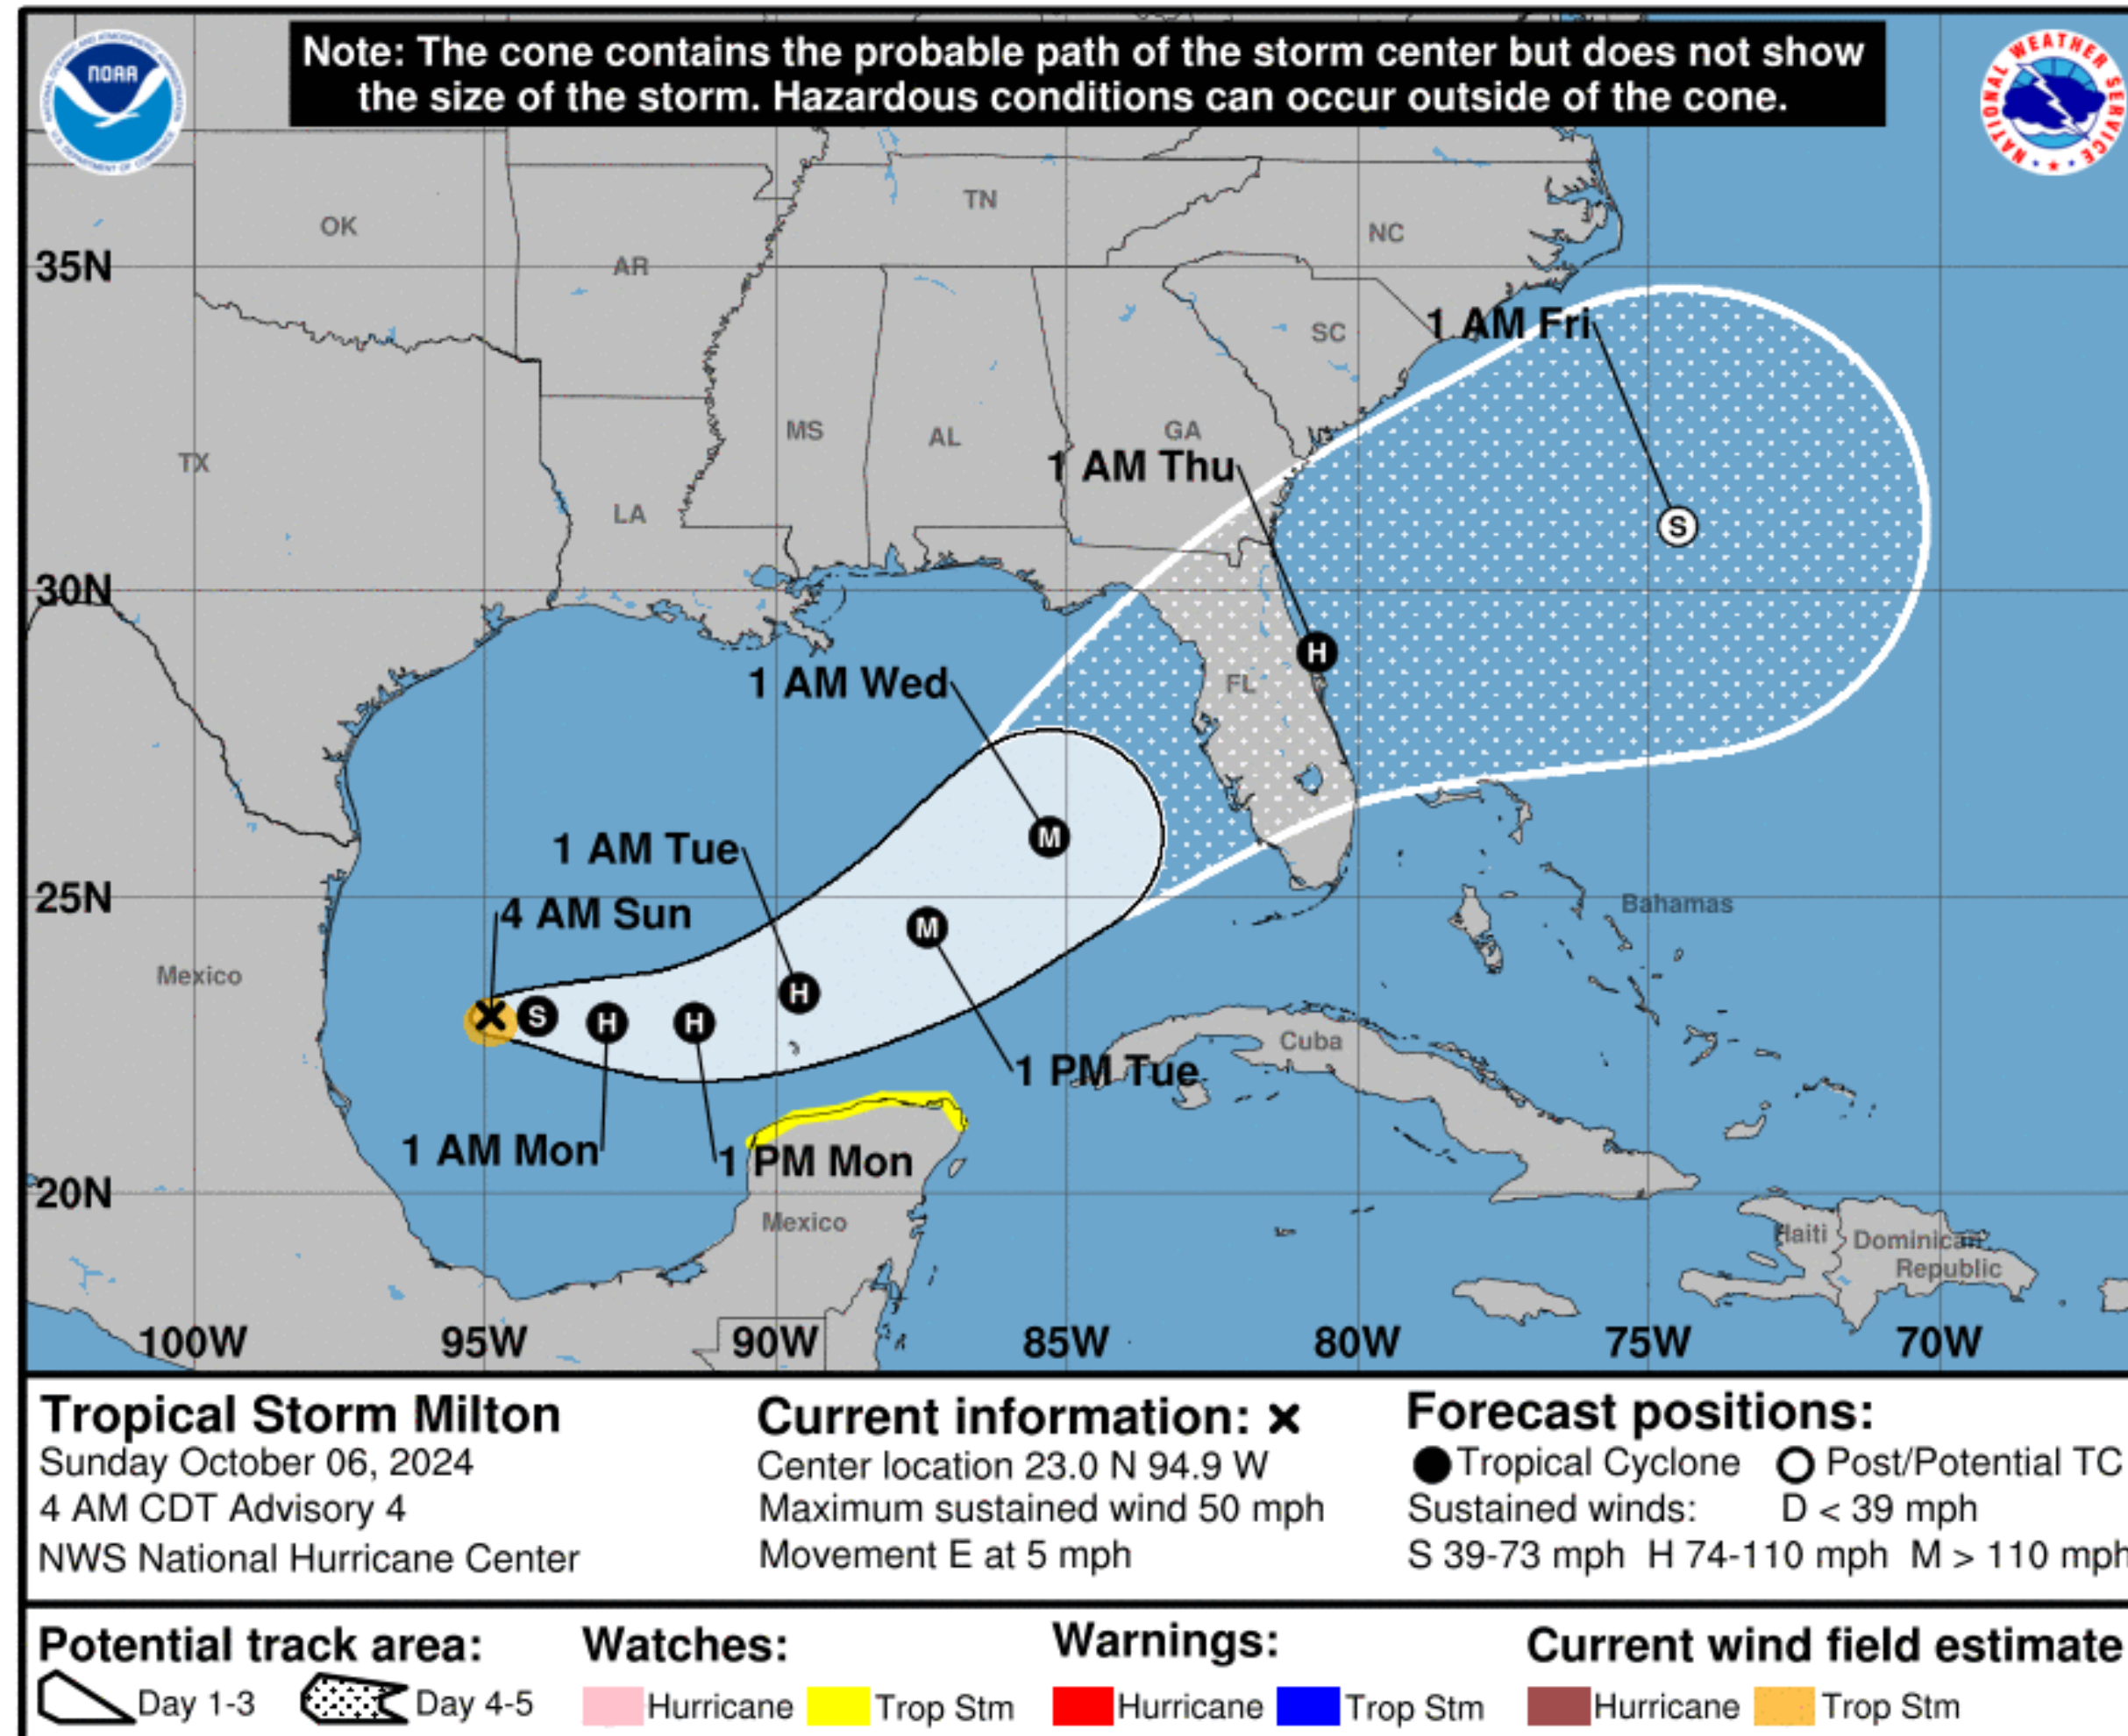 Note: The cone contains the probable path of the storm center but does not show
the size of the storm. Hazardous conditions can occur outside of the cone.
NOAA
NATIONAL WEATHER SERVICE
TN
OK
NC
AR
35N
1 AM Fri
SC
MS
AL
GA
TX
1 AM Thu
LA
S
30N
H
1 AM Wed
FL
M
1 AM Tue
25N
Bahamas
4 AM Sun
M
Mexico
H
S
H
H
Cuba
1 PM Tue
1 AM Mon
1 PM Mon
20N
Mexico
Haiti
Dominican
Republic
100W 95W 90W 85W 80W 75W 70W
Tropical Storm Milton
Sunday October 06, 2024
4 AM CDT Advisory 4
NWS National Hurricane Center
Current information: x
Center location 23.0 N 94.9 W
Maximum sustained wind 50 mph
Movement E at 5 mph
Forecast positions:
Tropical Cyclone Post/Potential TC
Sustained winds: D < 39 mph
S 39-73 mph H 74-110 mph M > 110 mph
Potential track area:
Day 1-3 Day 4-5
Watches:
Hurricane Trop Stm
Warnings:
Hurricane Trop Stm
Current wind field estimate
Hurricane Trop Stm